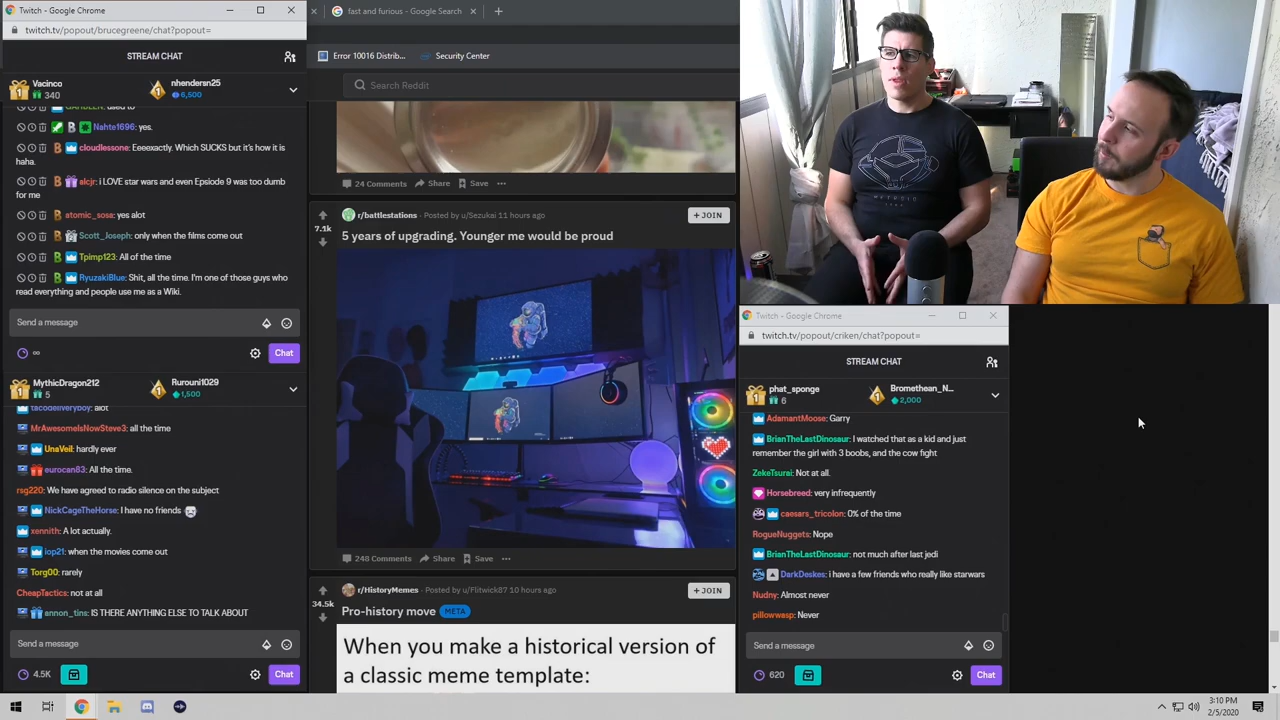 Twitch - Google Chrome
twitch.tv/popout/brucegreene/chat?popout=
STREAM CHAT
Vacinco
340
nhendersn25
6,500
used to
Nahte1696: yes.
cloudlessone: Eeeexactly. Which SUCKS but it's how it is
haha.
alcjr: i LOVE star wars and even Epsiode 9 was too dumb
for me
atomic_sosa: yes alot
Scott_Joseph: only when the films come out
Tpimp123: All of the time
RyuzakiBlue: Shit, all the time. I'm one of those guys who
read everything and people use me as a Wiki.
Send a message
∞
Chat
MythicDragon212
5
Rurouni1029
1,500
tacodeliveryboy: alot
MrAwesomeIsNowSteve3: all the time
UnaVeil: hardly ever
eurocan83: All the time.
rsg220: We have agreed to radio silence on the subject
NickCageTheHorse: I have no friends
xennith: A lot actually.
iop21: when the movies come out
Torg00: rarely
CheapTactics: not at all
annon_tins: IS THERE ANYTHING ELSE TO TALK ABOUT
Send a message
4.5K
Chat
fast and furious - Google Search
Error 10016 Distrib...
Security Center
Search Reddit
24 Comments
Share
Save
7.1k
r/battlestations
Posted by u/Sezukai 11 hours ago
+ JOIN
5 years of upgrading. Younger me would be proud
248 Comments
Share
Save
34.5k
r/HistoryMemes
Posted by u/Flitwick87 10 hours ago
+ JOIN
Pro-history move
META
When you make a historical version of
a classic meme template:
METROID
Twitch - Google Chrome
twitch.tv/popout/criken/chat?popout=
STREAM CHAT
phat_sponge
6
Bromethean_N...
2,000
AdamantMoose: Garry
BrianTheLastDinosaur: I watched that as a kid and just
remember the girl with 3 boobs, and the cow fight
ZekeTsurai: Not at all.
Horsebreed: very infrequently
caesars_tricolon: 0% of the time
RogueNuggets: Nope
BrianTheLastDinosaur: not much after last jedi
DarkDeskes: i have a few friends who really like starwars
Nudny: Almost never
pillowwasp: Never
Send a message
620
Chat
3:10 PM
2/5/2020